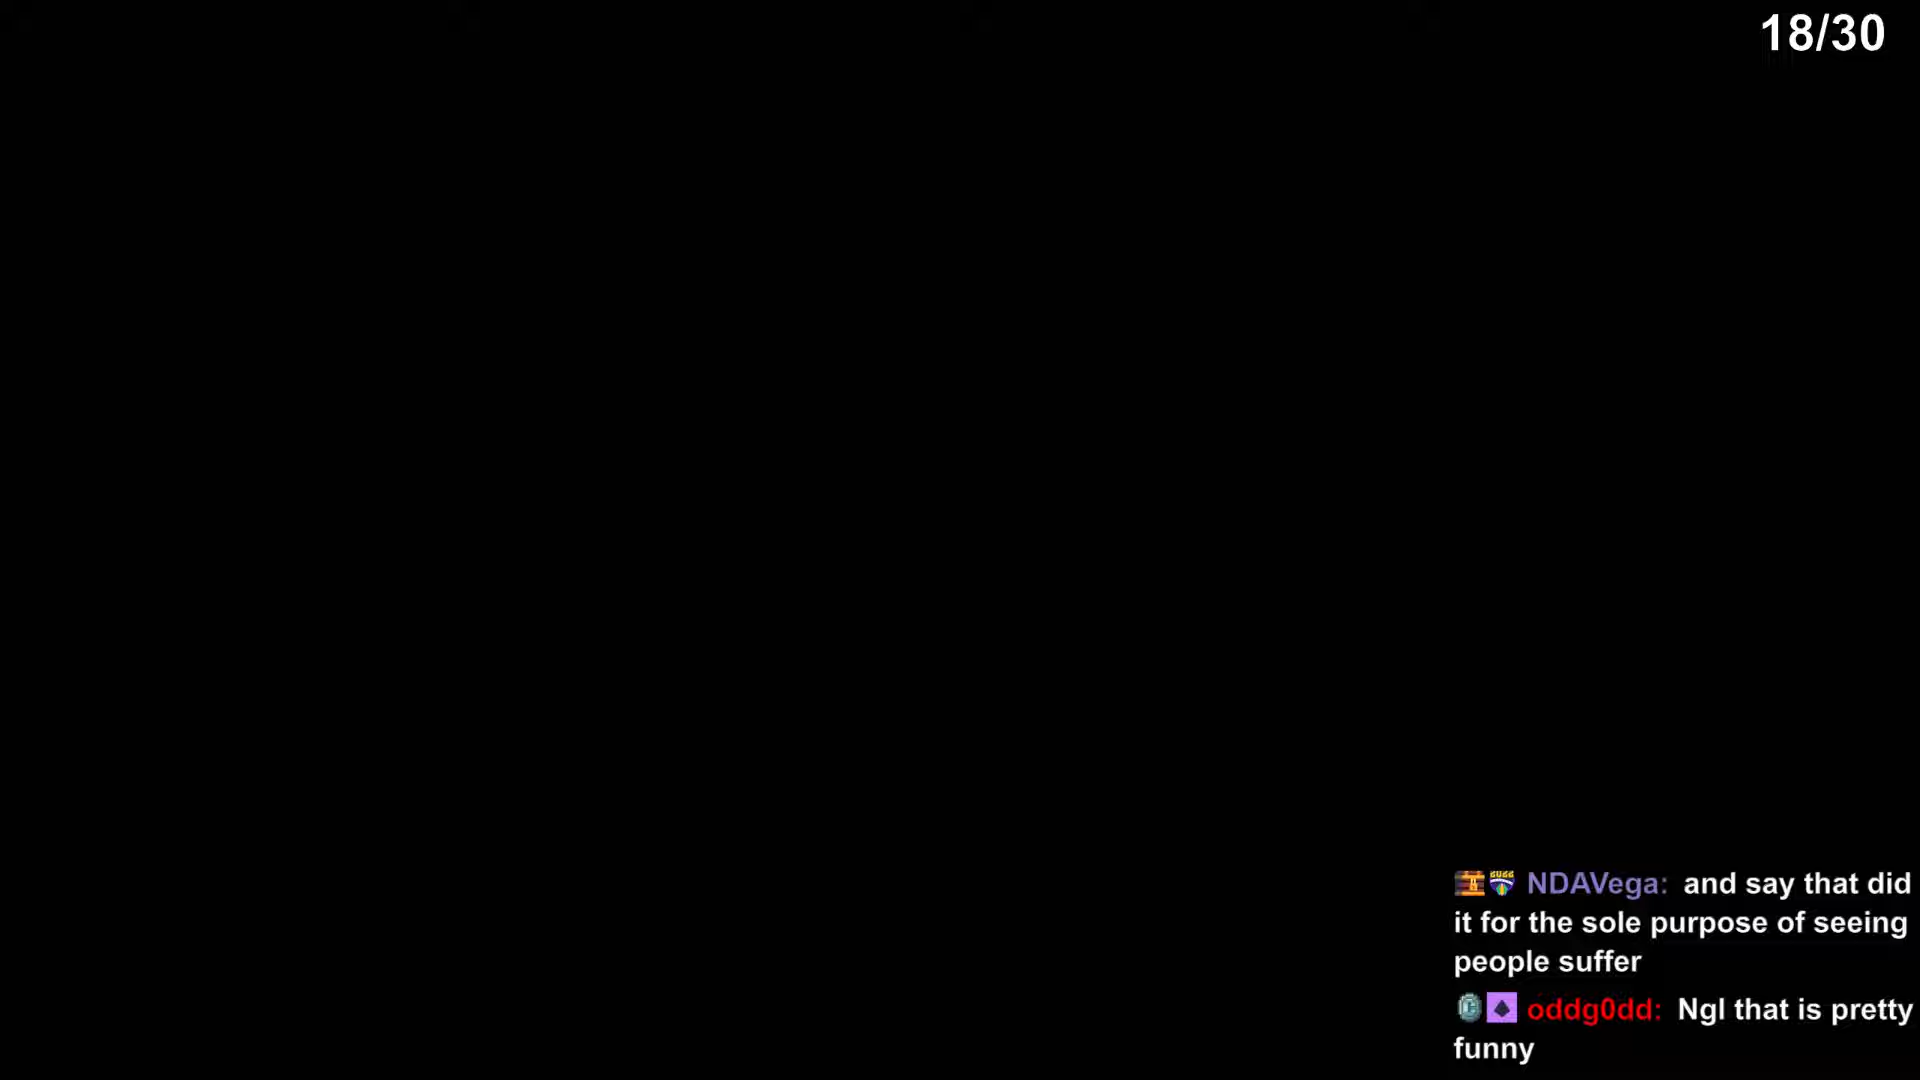 18/30
NDAVega: and say that did
it for the sole purpose of seeing
people suffer
oddg0dd: Ngl that is pretty
funny